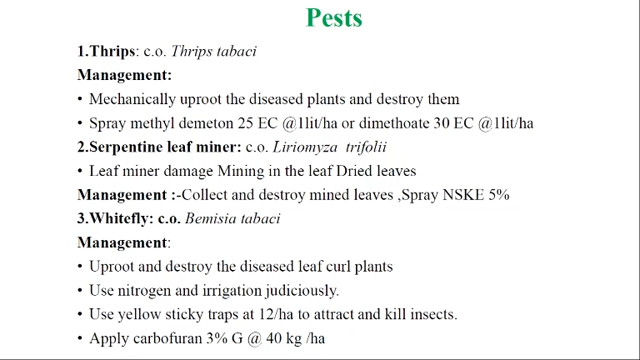 Pests
1.Thrips: c.o. Thrips tabaci
Management:
• Mechanically uproot the diseased plants and destroy them
• Spray methyl demeton 25 EC @1lit/ha or dimethoate 30 EC @1lit/ha
2.Serpentine leaf miner: c.o. Liriomyza trifolii
• Leaf miner damage Mining in the leaf Dried leaves
Management :-Collect and destroy mined leaves ,Spray NSKE 5%
3.Whitefly: c.o. Bemisia tabaci
Management:
• Uproot and destroy the diseased leaf curl plants
• Use nitrogen and irrigation judiciously.
• Use yellow sticky traps at 12/ha to attract and kill insects.
• Apply carbofuran 3% G @ 40 kg /ha